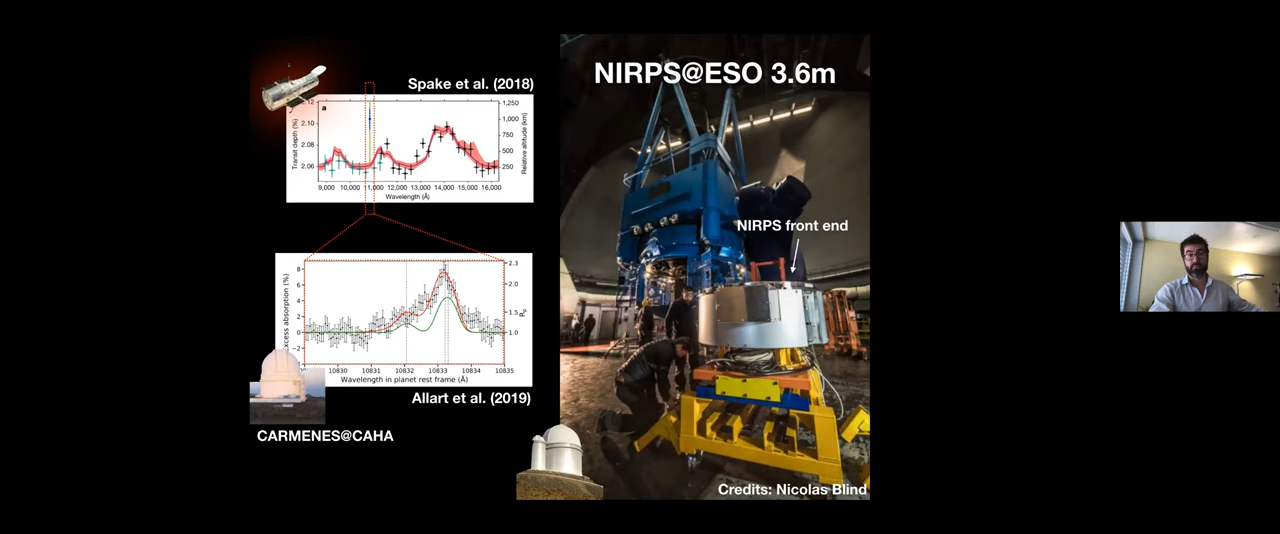 Spake et al. (2018)
a
2.12
2.10
2.08
2.06
Transit depth (%)
1,250
1,000
750
500
250
Relative altitude (km)
9,000 10,000 11,000 12,000 13,000 14,000 15,000 16,000
Wavelength (Å)
8
6
4
2
0
−2
Excess absorption (%)
2.3
2.0
1.5
1.0
Rp
10830 10831 10832 10833 10834 10835
Wavelength in planet rest frame (Å)
Allart et al. (2019)
CARMENES@CAHA
NIRPS@ESO 3.6m
NIRPS front end
Credits: Nicolas Blind